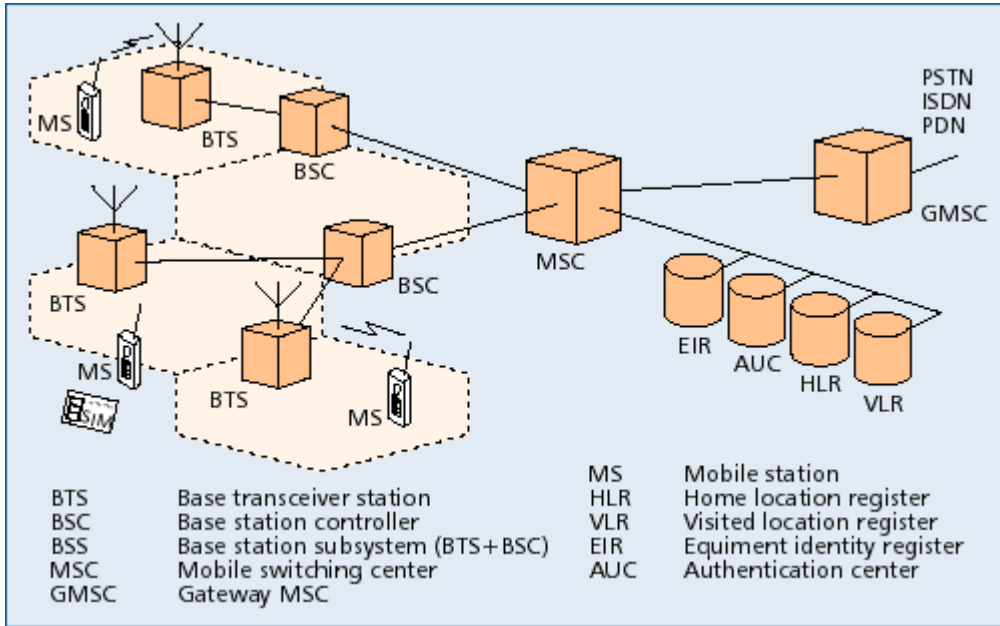 PSTN
ISDN
PDN
MS
BTS
BSC
GMSC
MSC
BTS
BSC
EIR
AUC
HLR
VLR
MS
SIM
BTS
MS
BTS Base transceiver station
BSC Base station controller
BSS Base station subsystem (BTS+BSC)
MSC Mobile switching center
GMSC Gateway MSC
MS Mobile station
HLR Home location register
VLR Visited location register
EIR Equiment identity register
AUC Authentication center